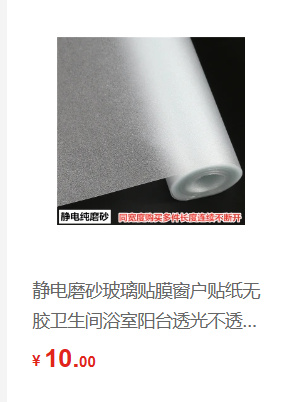 静电纯磨砂 同宽度购买多件长度连续不断开
静电磨砂玻璃贴膜窗户贴纸无
胶卫生间浴室阳台透光不透...
¥ 10.00